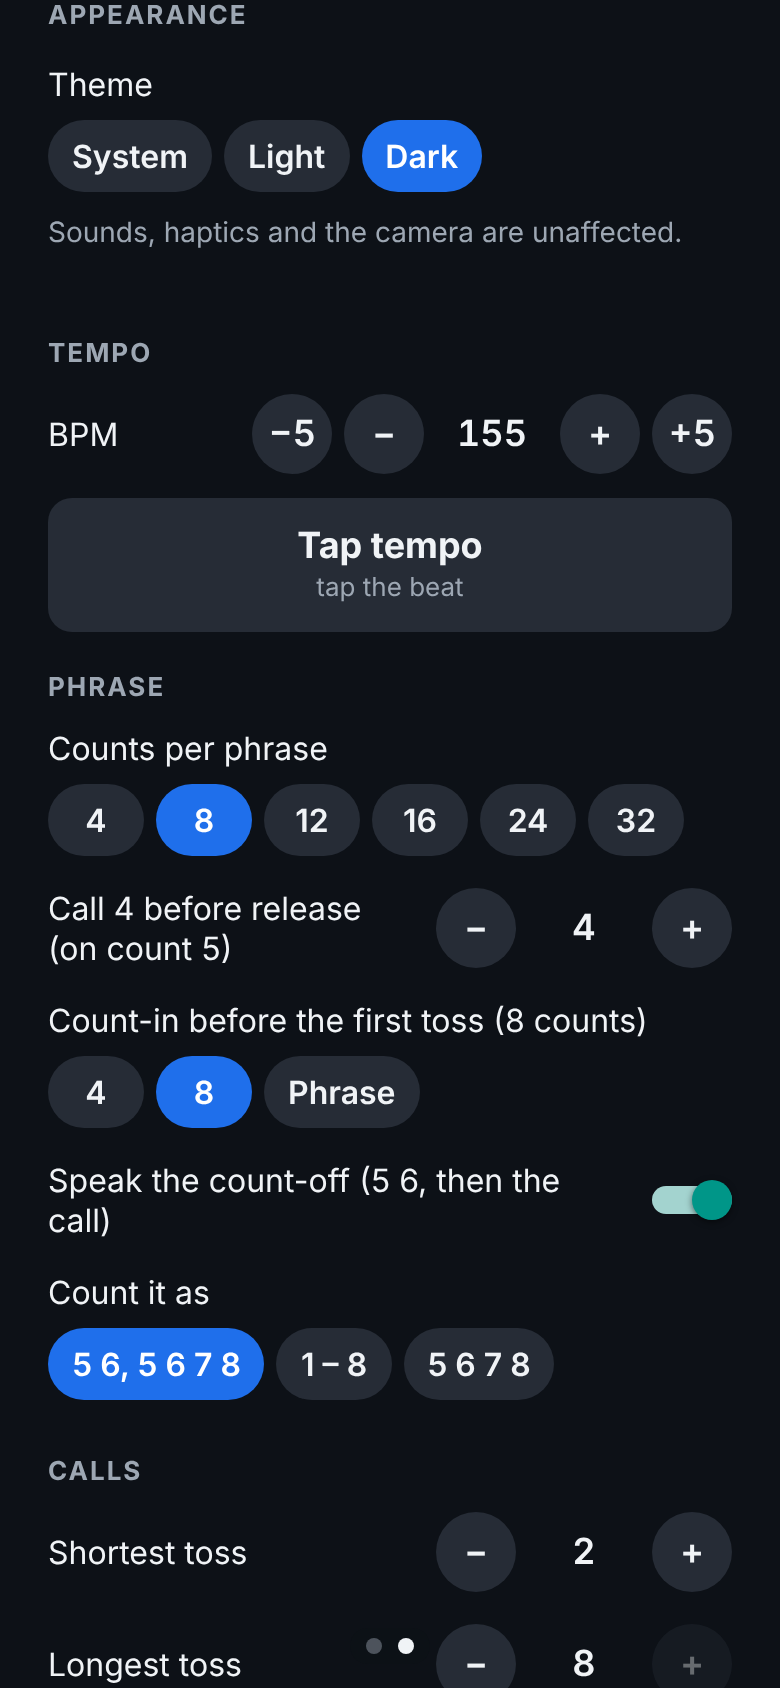 APPEARANCE
Theme
System Light Dark
Sounds, haptics and the camera are unaffected.
TEMPO
BPM −5 − 155 + +5
Tap tempo
tap the beat
PHRASE
Counts per phrase
4 8 12 16 24 32
Call 4 before release
(on count 5) − 4 +
Count-in before the first toss (8 counts)
4 8 Phrase
Speak the count-off (5 6, then the
call)
Count it as
5 6, 5 6 7 8 1 – 8 5 6 7 8
CALLS
Shortest toss − 2 +
Longest toss − 8 +